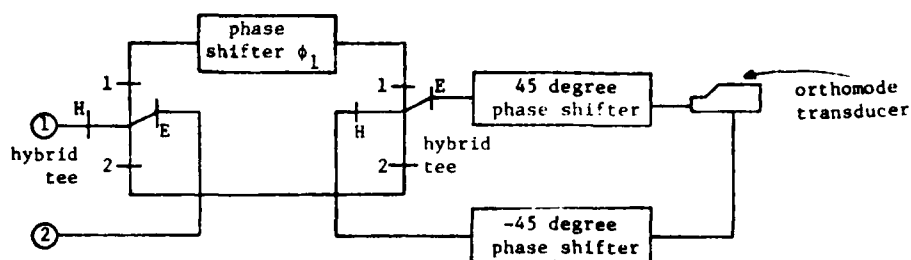 phase
shifter ϕ1
1
1
E
H
1
E
H
hybrid
tee
2
2
hybrid
tee
45 degree
phase shifter
orthomode
transducer
2
-45 degree
phase shifter